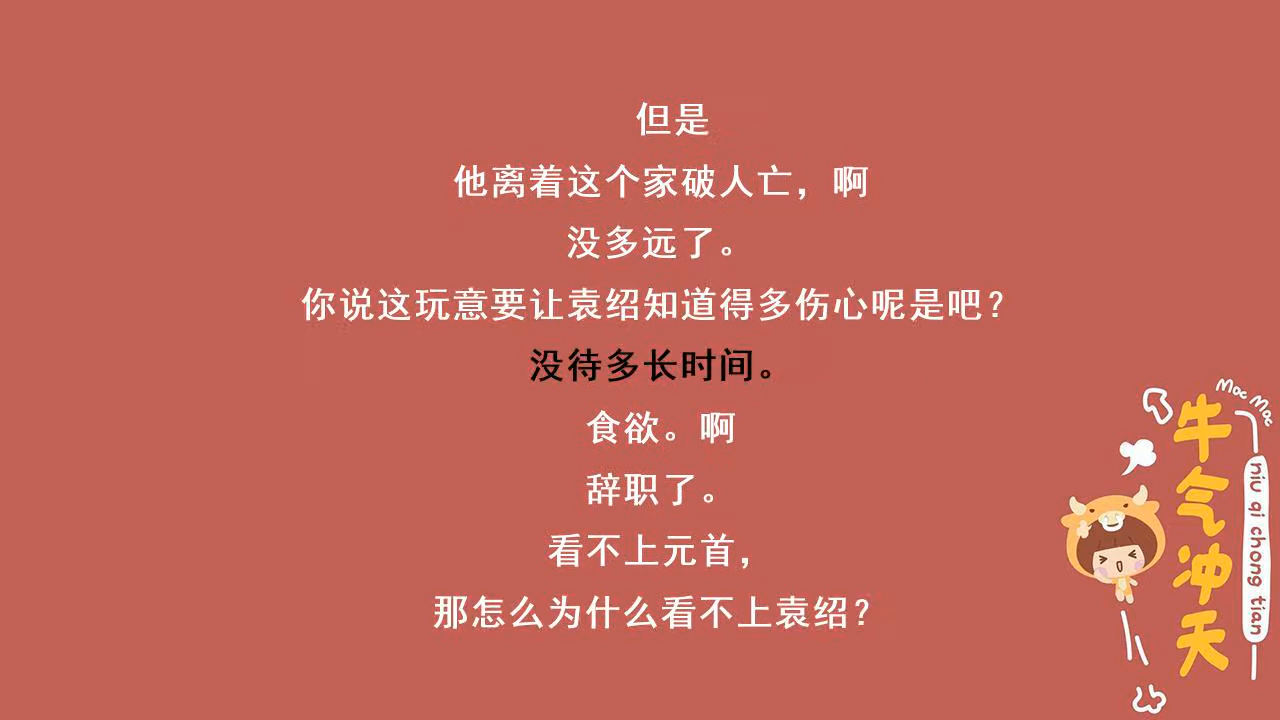 但是
他离着这个家破人亡，啊
没多远了。
你说这玩意要让袁绍知道得多伤心呢是吧？
没待多长时间。
食欲。啊
辞职了。
看不上元首，
那怎么为什么看不上袁绍？
Moc Moc
牛气冲天
niu qi chong tian